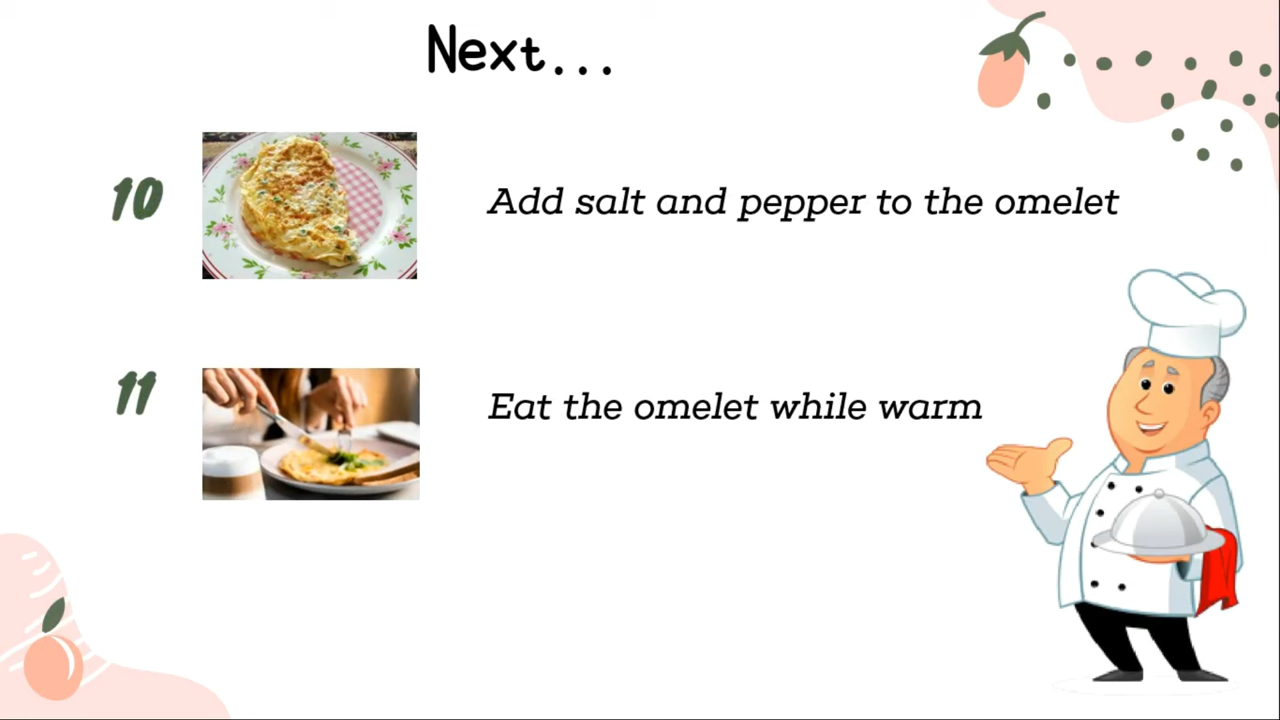 Next...
10
Add salt and pepper to the omelet
11
Eat the omelet while warm